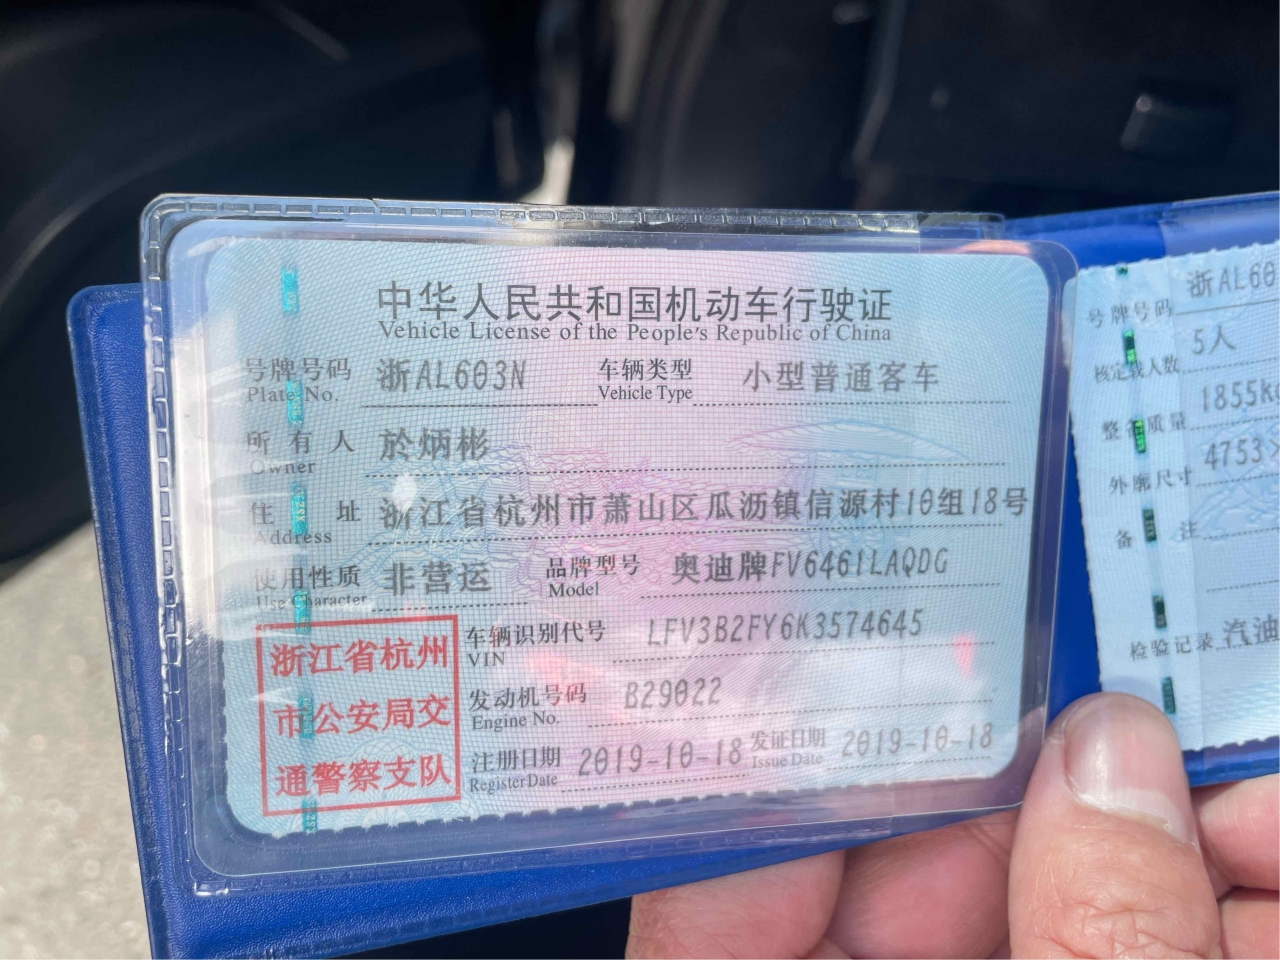 中华人民共和国机动车行驶证
Vehicle License of the People's Republic of China
号牌号码 浙AL603N 车辆类型 小型普通客车
Plate No. Vehicle Type
所有人 於炳彬
Owner
住址 浙江省杭州市萧山区瓜沥镇信源村10组18号
Address
使用性质 非营运 品牌型号 奥迪牌FV6461LAQDG
Use Character Model
车辆识别代号 LFV3B2FY6K3574645
VIN
发动机号码 B29022
Engine No.
注册日期 2019-10-18 发证日期 2019-10-18
Register Date Issue Date
浙江省杭州
市公安局交
通警察支队
号牌号码 浙AL60
核定载人数 5人
整备质量 1855k
外廓尺寸 4753×
备注
检验记录 汽油